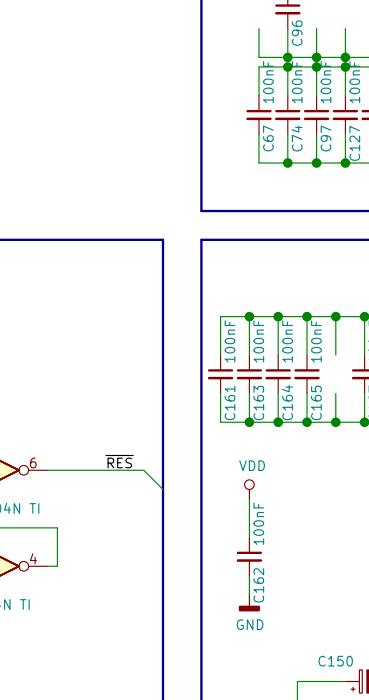 C96
100nF 100nF 100nF 100nF
C67 C74 C97 C127
100nF 100nF 100nF 100nF
C161 C163 C164 C165
6
RES
04N TI
4
N TI
VDD
100nF
C162
GND
C150
+